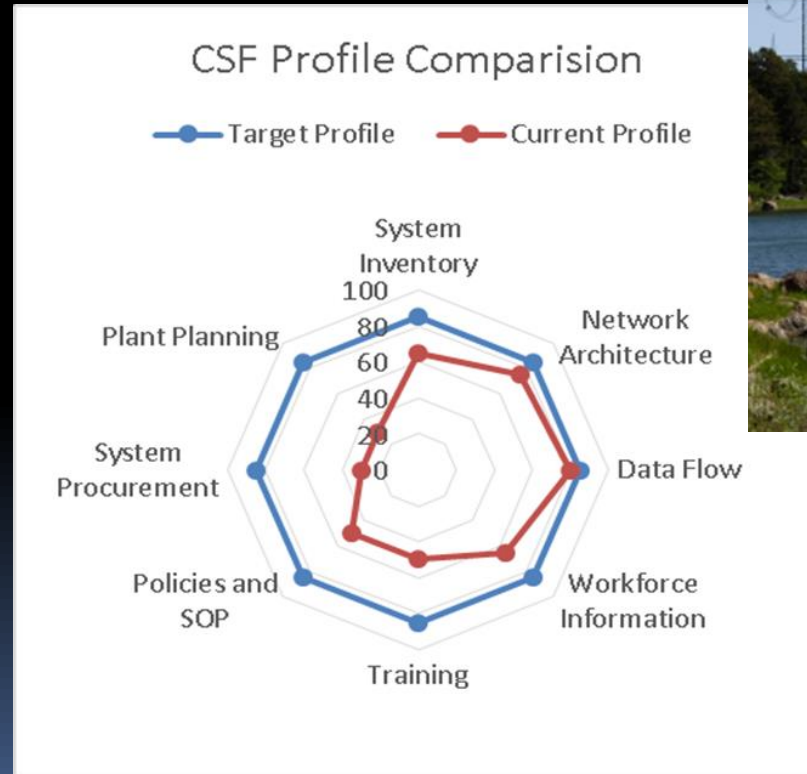 CSF Profile Comparision
Target Profile
Current Profile
System
Inventory
100
80
60
40
20
0
Network
Architecture
Data Flow
Workforce
Information
Training
Policies and
SOP
System
Procurement
Plant Planning